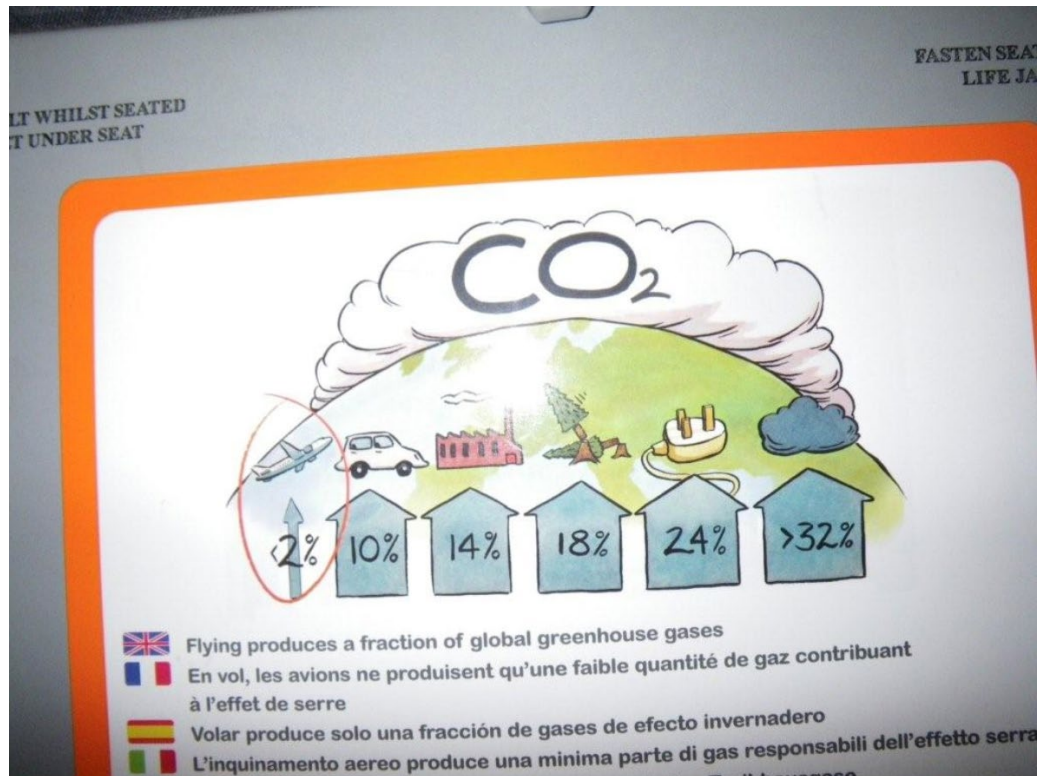 LT WHILST SEATED
T UNDER SEAT
FASTEN SEA
LIFE JA
CO2
<2% 10% 14% 18% 24% >32%
Flying produces a fraction of global greenhouse gases
En vol, les avions ne produisent qu'une faible quantité de gaz contribuant
à l'effet de serre
Volar produce solo una fracción de gases de efecto invernadero
L'inquinamento aereo produce una minima parte di gas responsabili dell'effetto serra